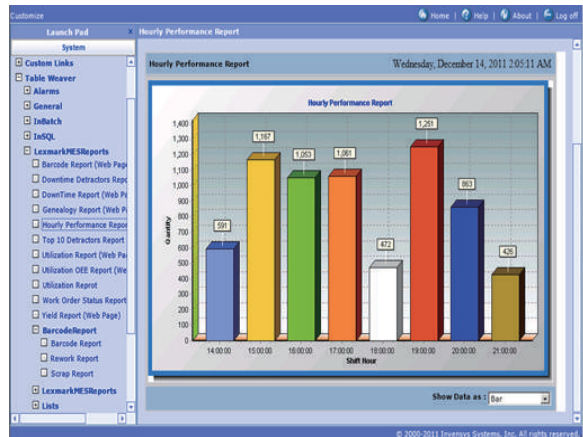 Customize
Home | Help | About | Log off
Launch Pad
x
Hourly Performance Report
System
Custom Links
Table Weaver
Alarms
General
InBatch
InSQL
LexmarkMESReports
Barcode Report (Web Page
Downtime Detractors Repo
DownTime Report (Web Pa
Genealogy Report (Web P
Hourly Performance Repor
Top 10 Detractors Report
Utilization Report (Web Pa
Utilization OEE Report (We
Utilization Reprot
Work Order Status Report
Yield Report (Web Page)
BarcodeReport
Barcode Report
Rework Report
Scrap Report
LexmarkMESReports
Lists
Hourly Performance Report
Wednesday, December 14, 2011 2:05:11 AM
Hourly Performance Report
Quantity
1,400
1,300
1,200
1,100
1,000
900
800
700
600
500
400
300
200
100
0
591
1,167
1,053
1,061
472
1,251
863
426
14:00:00 15:00:00 16:00:00 17:00:00 18:00:00 19:00:00 20:00:00 21:00:00
Shift Hour
Show Data as : Bar
© 2000-2011 Invensys Systems, Inc. All rights reserved.